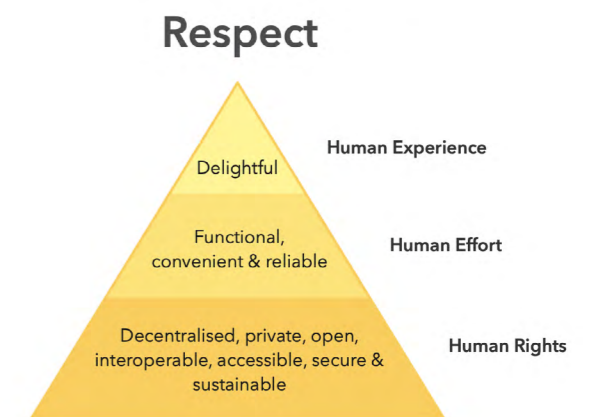 Respect
Delightful
Human Experience
Functional,
convenient & reliable
Human Effort
Decentralised, private, open,
interoperable, accessible, secure &
sustainable
Human Rights